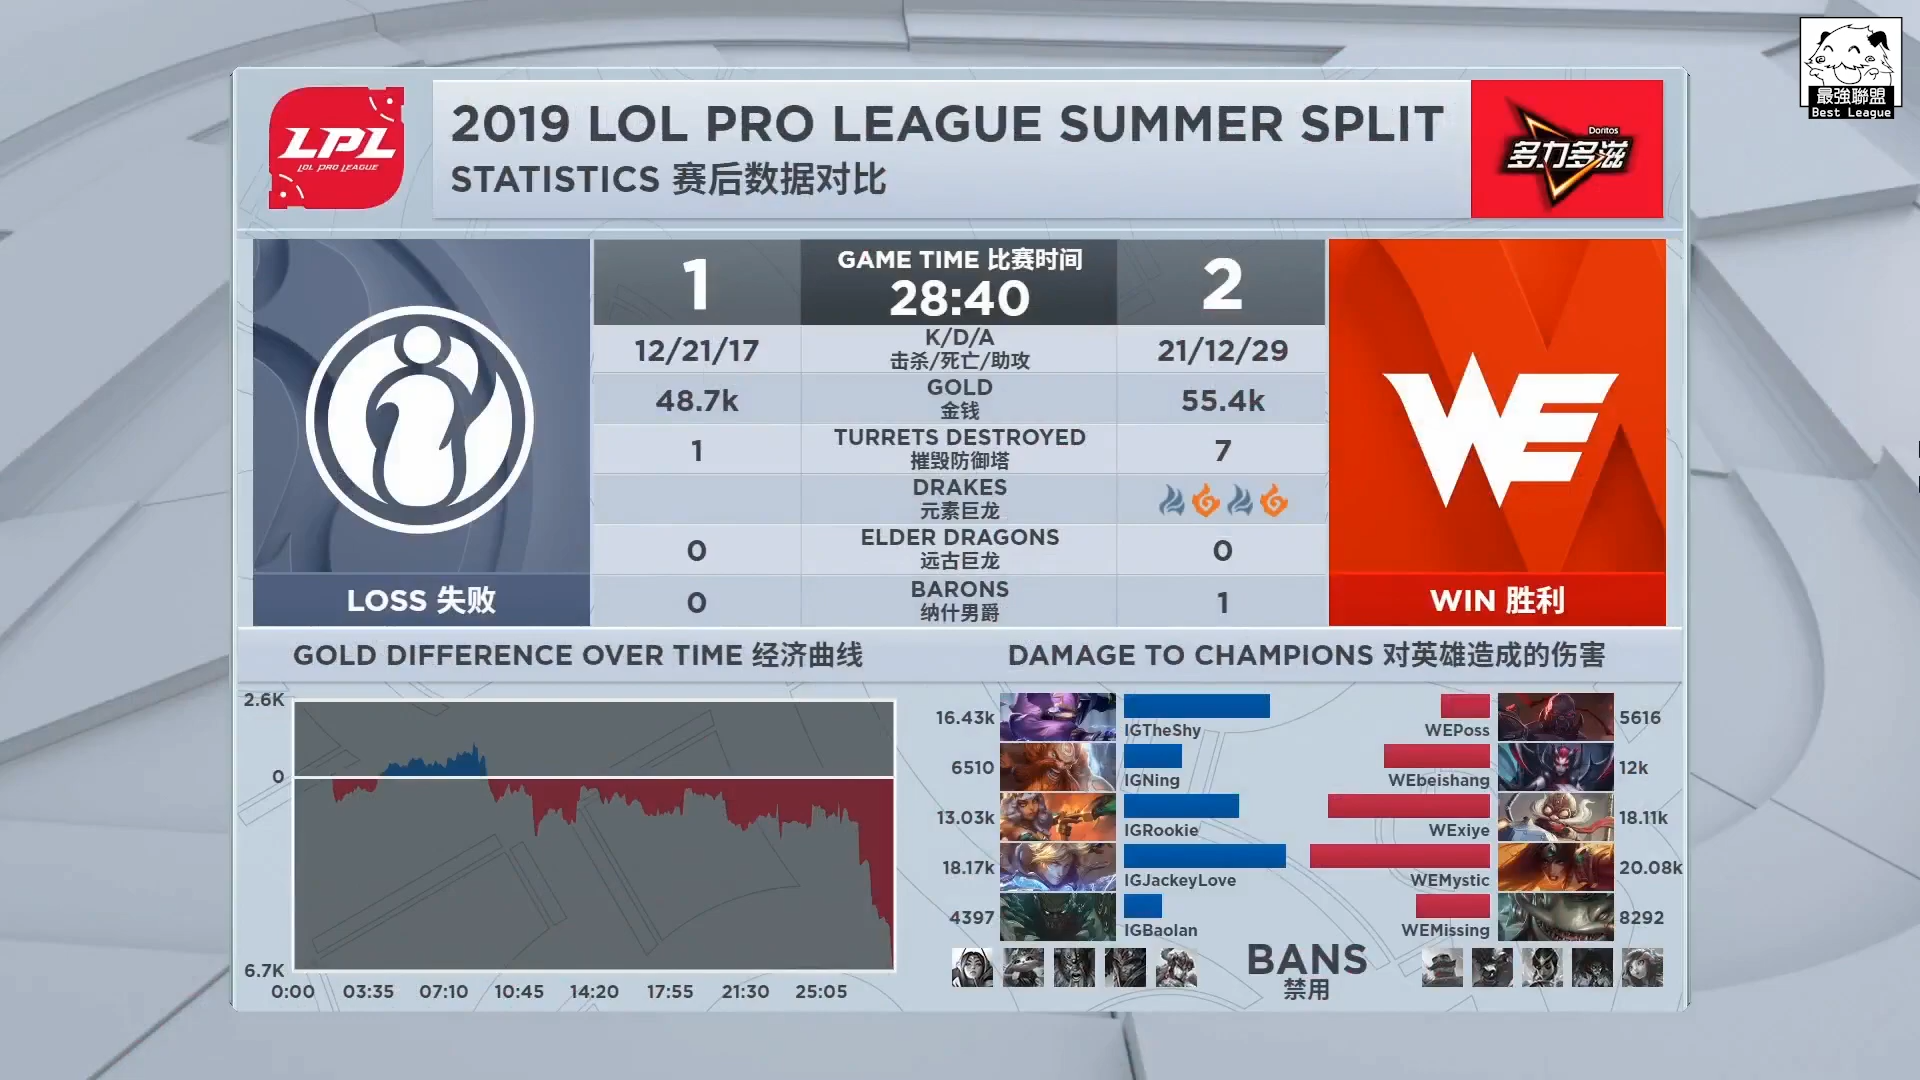 最強聯盟
Best League
LPL
LOL PRO LEAGUE
2019 LOL PRO LEAGUE SUMMER SPLIT
STATISTICS 赛后数据对比
Doritos
多力多滋
1
GAME TIME 比赛时间
28:40
2
12/21/17
K/D/A
击杀/死亡/助攻
21/12/29
48.7k
GOLD
金钱
55.4k
1
TURRETS DESTROYED
摧毁防御塔
7
DRAKES
元素巨龙
0
ELDER DRAGONS
远古巨龙
0
0
BARONS
纳什男爵
1
LOSS 失败
WE
WIN 胜利
GOLD DIFFERENCE OVER TIME 经济曲线
2.6K
0
6.7K
0:00 03:35 07:10 10:45 14:20 17:55 21:30 25:05
DAMAGE TO CHAMPIONS 对英雄造成的伤害
16.43k
IGTheShy
WEPoss
5616
6510
IGNing
WEbeishang
12k
13.03k
IGRookie
WExiye
18.11k
18.17k
IGJackeyLove
WEMystic
20.08k
4397
IGBaolan
WEMissing
8292
BANS
禁用